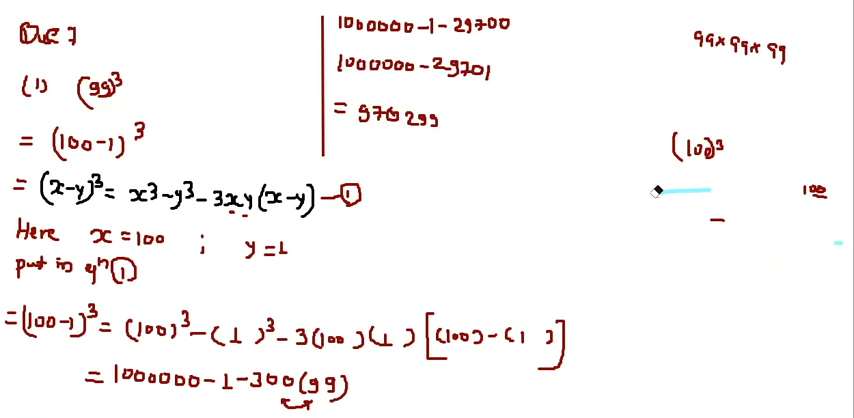 Que 7
(1) (99)³
= (100-1)³
= (x-y)³ = x³-y³-3xy(x-y) —①
Here x = 100 ; y = 1
put in eqⁿ ①
= (100-1)³ = (100)³-(1)³-3(100)(1)[(100)-(1)]
= 1000000-1-300(99)
1000000-1-29700
1000000-29701
= 970299
99×99×99
(100)³
100